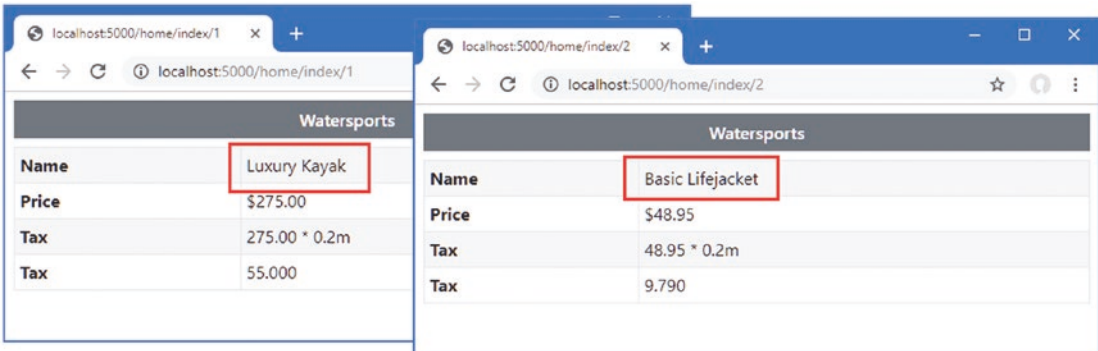 localhost:5000/home/index/1
localhost:5000/home/index/1
Watersports
Name Luxury Kayak
Price $275.00
Tax 275.00 * 0.2m
Tax 55.000
localhost:5000/home/index/2
localhost:5000/home/index/2
Watersports
Name Basic Lifejacket
Price $48.95
Tax 48.95 * 0.2m
Tax 9.790